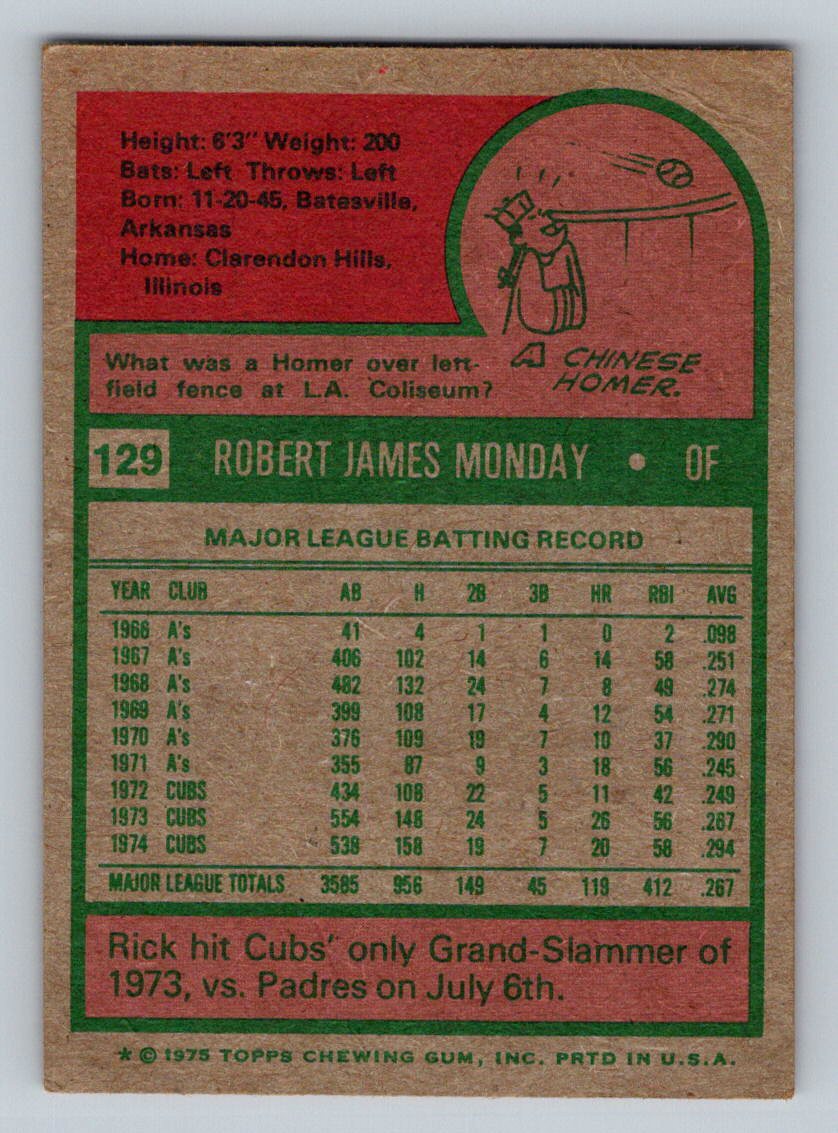 Height: 6'3" Weight: 200
Bats: Left Throws: Left
Born: 11-20-45, Batesville,
Arkansas
Home: Clarendon Hills,
Illinois
What was a Homer over left-
field fence at L.A. Coliseum?
A CHINESE
HOMER.
129 ROBERT JAMES MONDAY • OF
MAJOR LEAGUE BATTING RECORD
YEAR CLUB AB H 2B 3B HR RBI AVG
1966 A's 41 4 1 1 0 2 .098
1967 A's 406 102 14 6 14 58 .251
1968 A's 482 132 24 7 8 49 .274
1969 A's 399 108 17 4 12 54 .271
1970 A's 376 109 19 7 10 37 .290
1971 A's 355 87 9 3 18 56 .245
1972 CUBS 434 108 22 5 11 42 .249
1973 CUBS 554 148 24 5 26 56 .267
1974 CUBS 538 158 19 7 20 58 .294
MAJOR LEAGUE TOTALS 3585 956 149 45 119 412 .267
Rick hit Cubs' only Grand-Slammer of
1973, vs. Padres on July 6th.
* © 1975 TOPPS CHEWING GUM, INC. PRTD IN U.S.A.